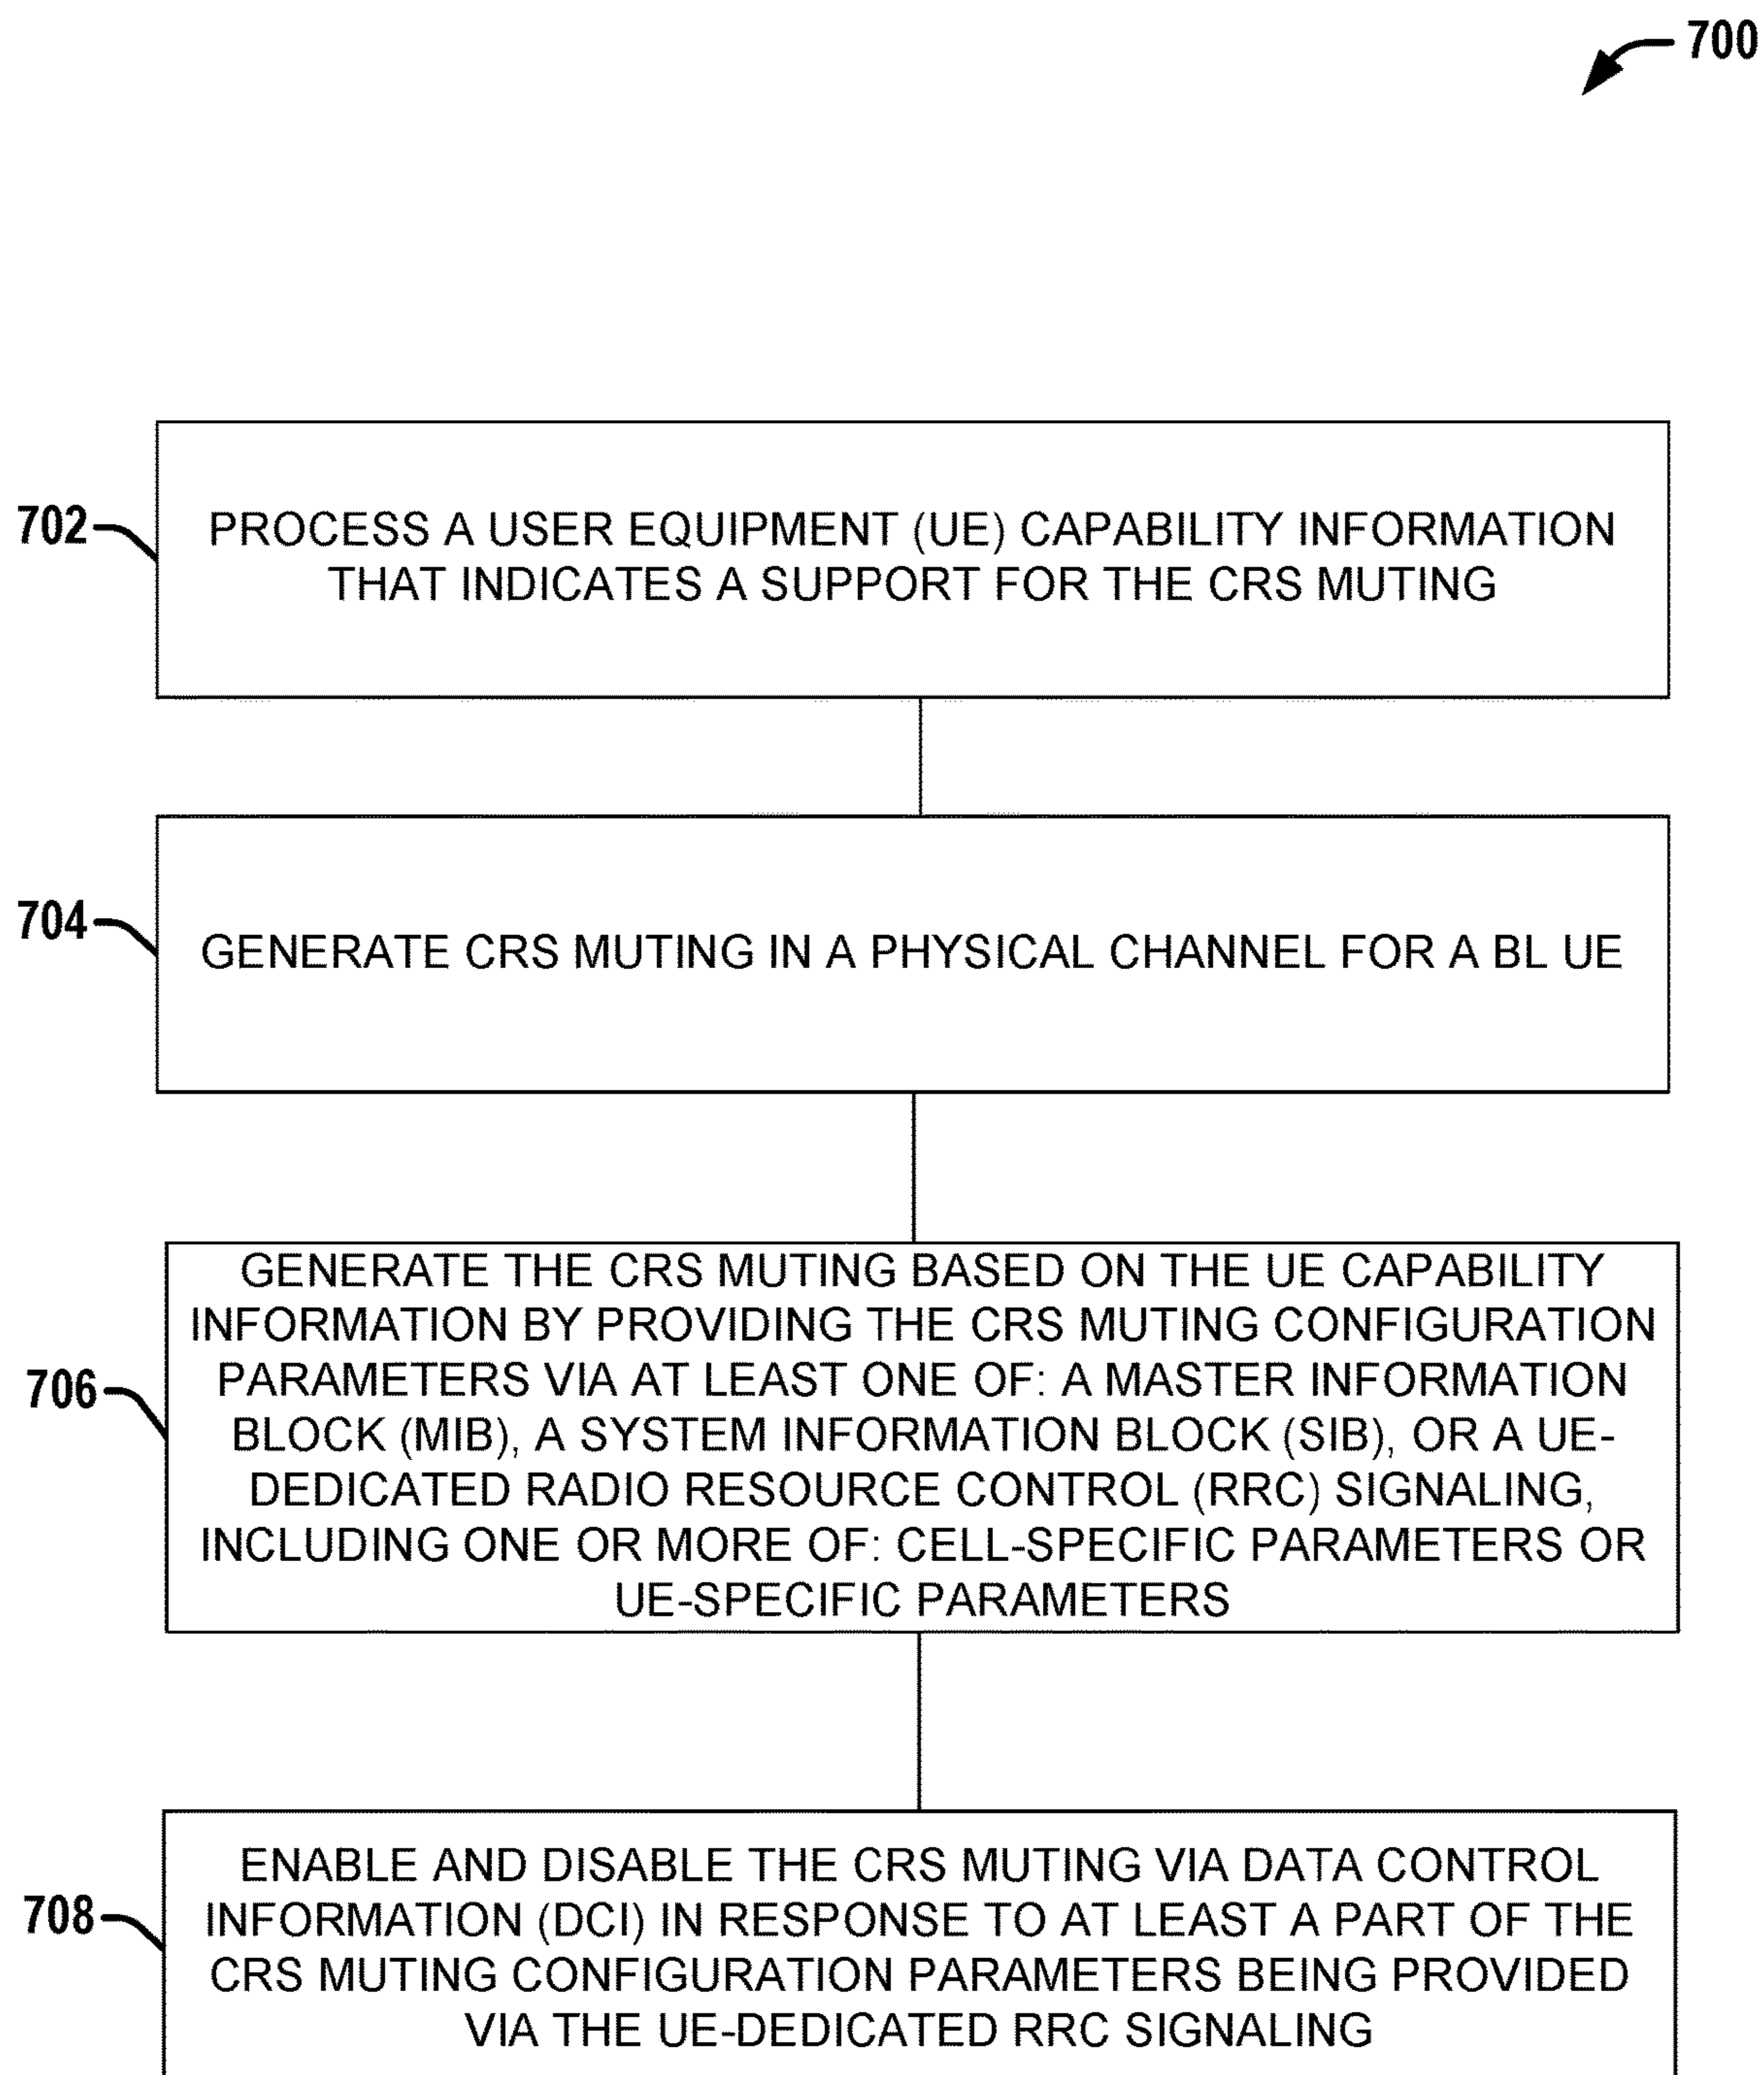 700
702
PROCESS A USER EQUIPMENT (UE) CAPABILITY INFORMATION
THAT INDICATES A SUPPORT FOR THE CRS MUTING
704
GENERATE CRS MUTING IN A PHYSICAL CHANNEL FOR A BL UE
706
GENERATE THE CRS MUTING BASED ON THE UE CAPABILITY
INFORMATION BY PROVIDING THE CRS MUTING CONFIGURATION
PARAMETERS VIA AT LEAST ONE OF: A MASTER INFORMATION
BLOCK (MIB), A SYSTEM INFORMATION BLOCK (SIB), OR A UE-
DEDICATED RADIO RESOURCE CONTROL (RRC) SIGNALING,
INCLUDING ONE OR MORE OF: CELL-SPECIFIC PARAMETERS OR
UE-SPECIFIC PARAMETERS
708
ENABLE AND DISABLE THE CRS MUTING VIA DATA CONTROL
INFORMATION (DCI) IN RESPONSE TO AT LEAST A PART OF THE
CRS MUTING CONFIGURATION PARAMETERS BEING PROVIDED
VIA THE UE-DEDICATED RRC SIGNALING